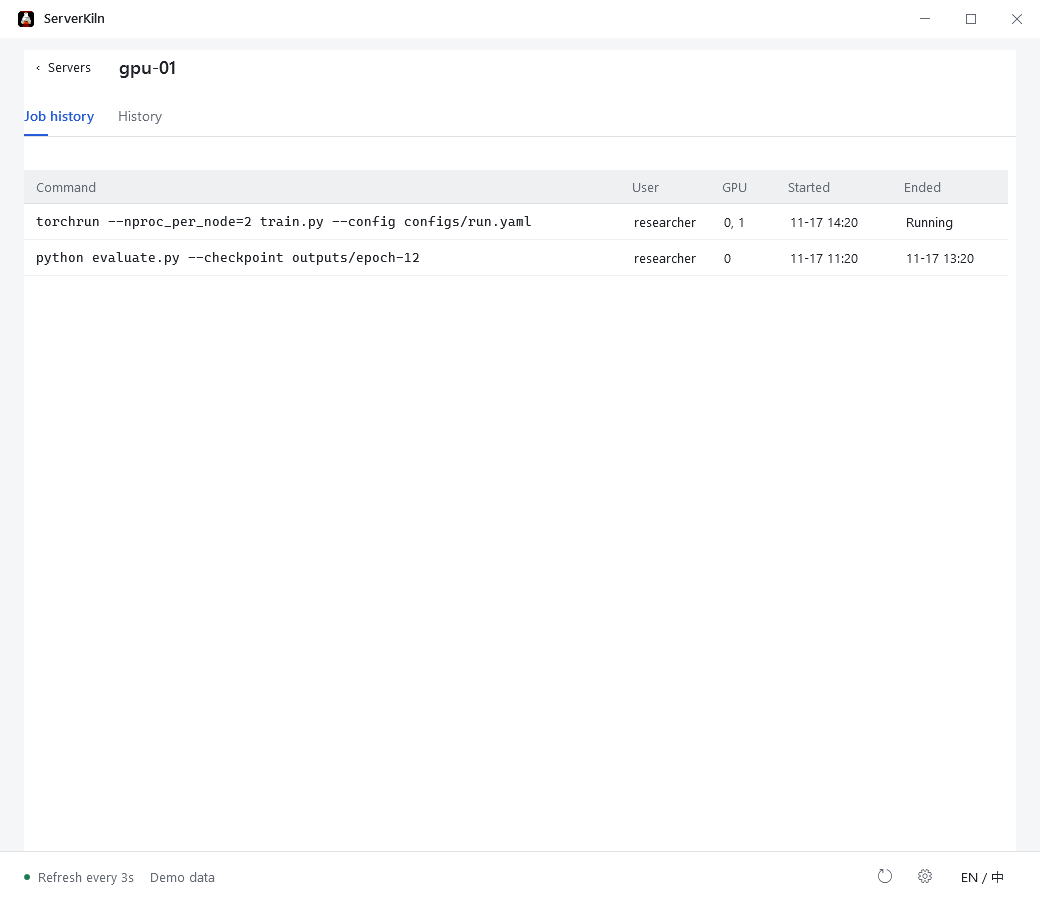 ServerKiln
‹ Servers gpu-01
Job history History
Command User GPU Started Ended
torchrun --nproc_per_node=2 train.py --config configs/run.yaml researcher 0, 1 11-17 14:20 Running
python evaluate.py --checkpoint outputs/epoch-12 researcher 0 11-17 11:20 11-17 13:20
Refresh every 3s Demo data EN / 中